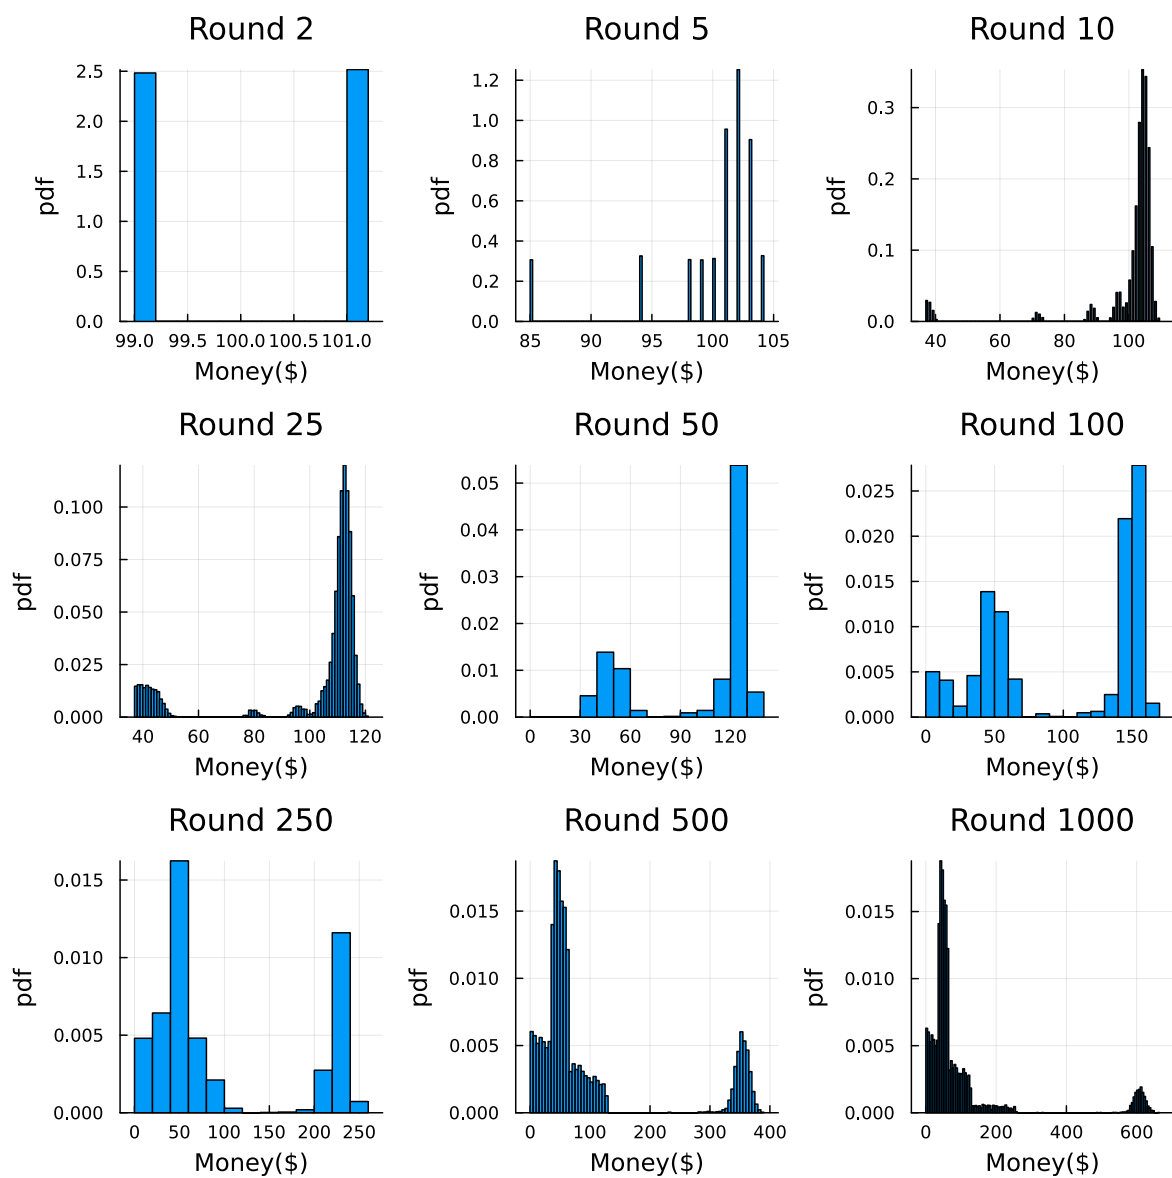 Round 2
pdf
2.5
2.0
1.5
1.0
0.5
0.0
99.0 99.5 100.0 100.5 101.0
Money($)
Round 5
pdf
1.2
1.0
0.8
0.6
0.4
0.2
0.0
85 90 95 100 105
Money($)
Round 10
pdf
0.3
0.2
0.1
0.0
40 60 80 100
Money($)
Round 25
pdf
0.100
0.075
0.050
0.025
0.000
40 60 80 100 120
Money($)
Round 50
pdf
0.05
0.04
0.03
0.02
0.01
0.00
0 30 60 90 120
Money($)
Round 100
pdf
0.025
0.020
0.015
0.010
0.005
0.000
0 50 100 150
Money($)
Round 250
pdf
0.015
0.010
0.005
0.000
0 50 100 150 200 250
Money($)
Round 500
pdf
0.015
0.010
0.005
0.000
0 100 200 300 400
Money($)
Round 1000
pdf
0.015
0.010
0.005
0.000
0 200 400 600
Money($)